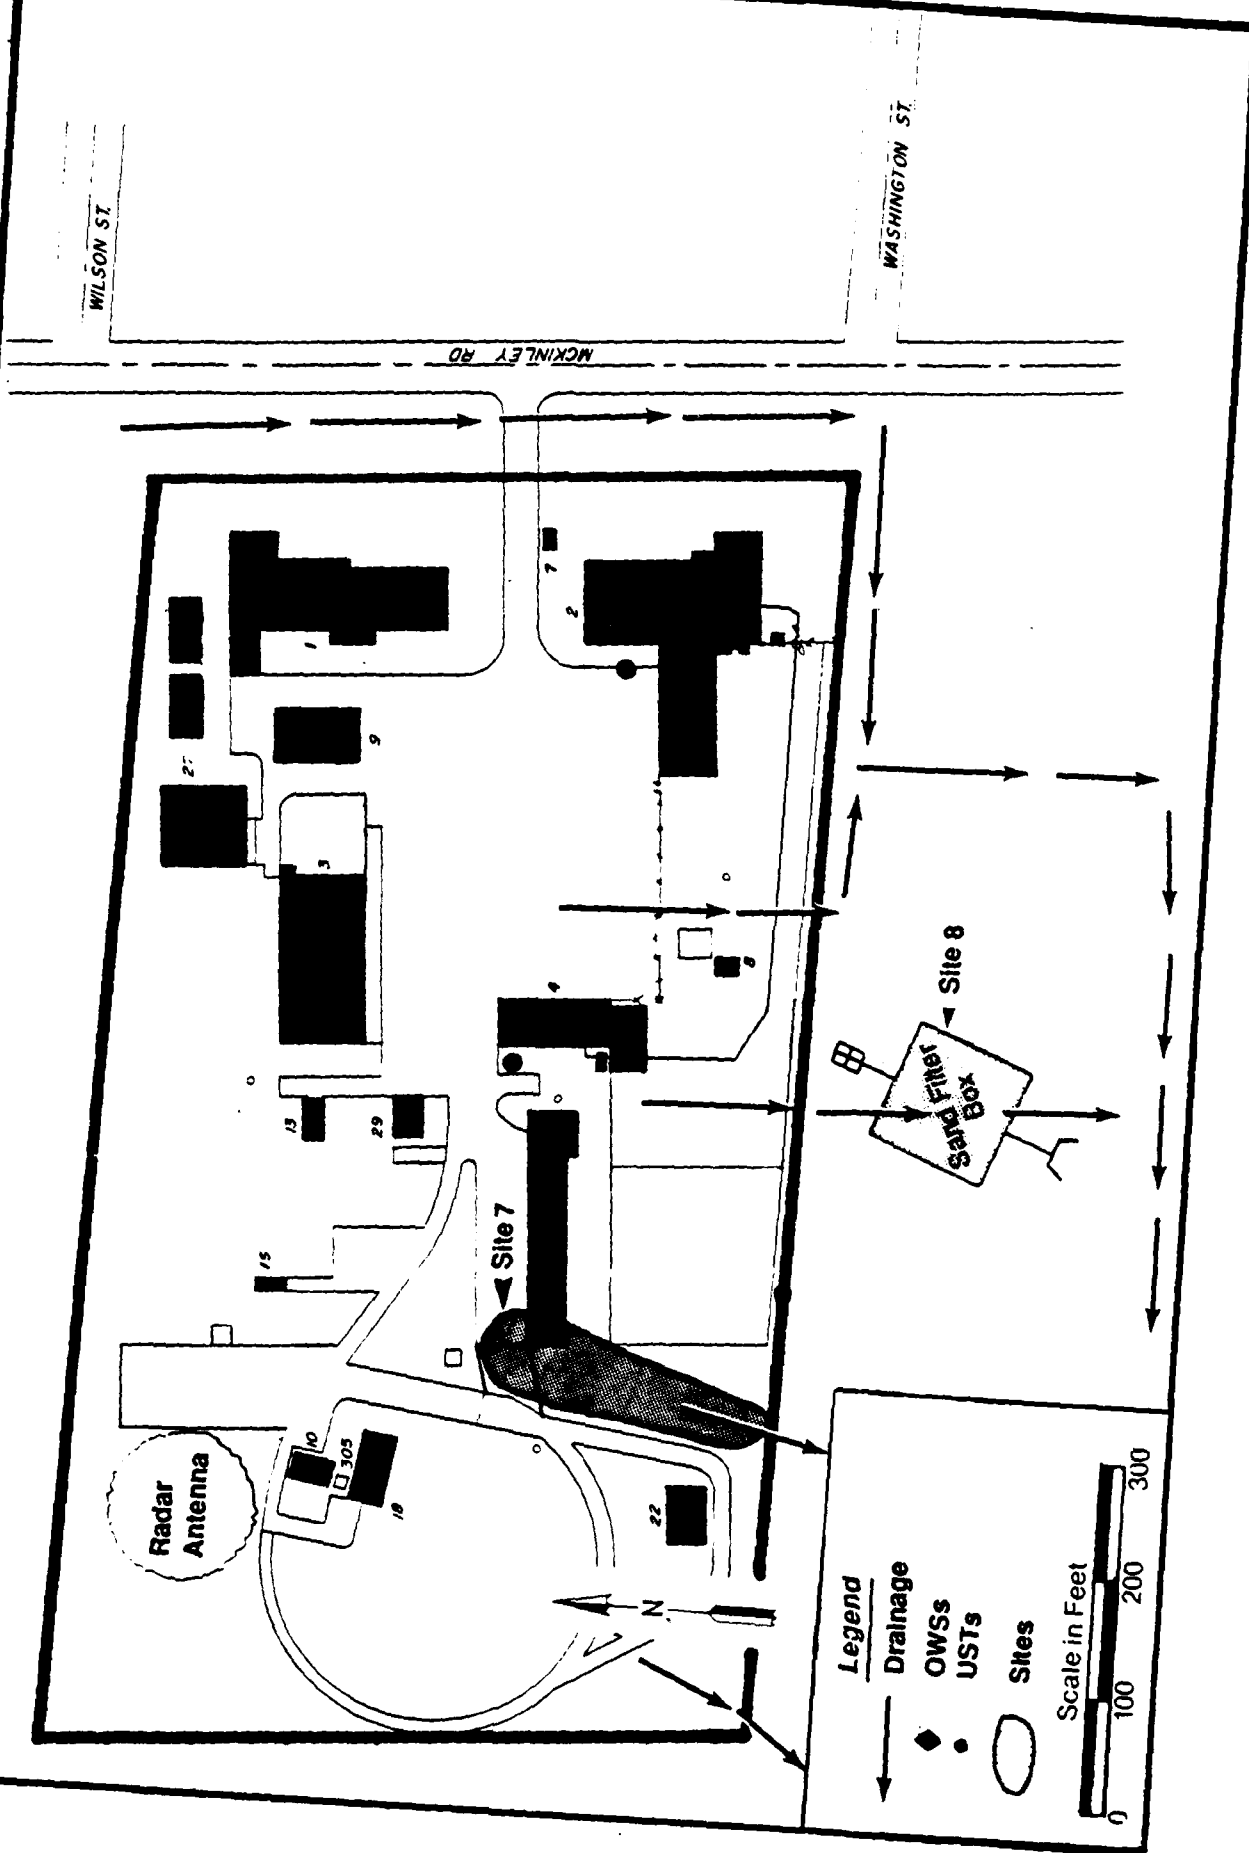 WILSON ST.
WASHINGTON ST.
MCKINLEY RD
1
2
7
27
9
3
4
8
13
29
15
10
305
18
22
Radar
Antenna
Site 7
Site 8
Sand Filter
Box
N
Legend
Drainage
OWSs
USTs
Sites
Scale in Feet
0 100 200 300